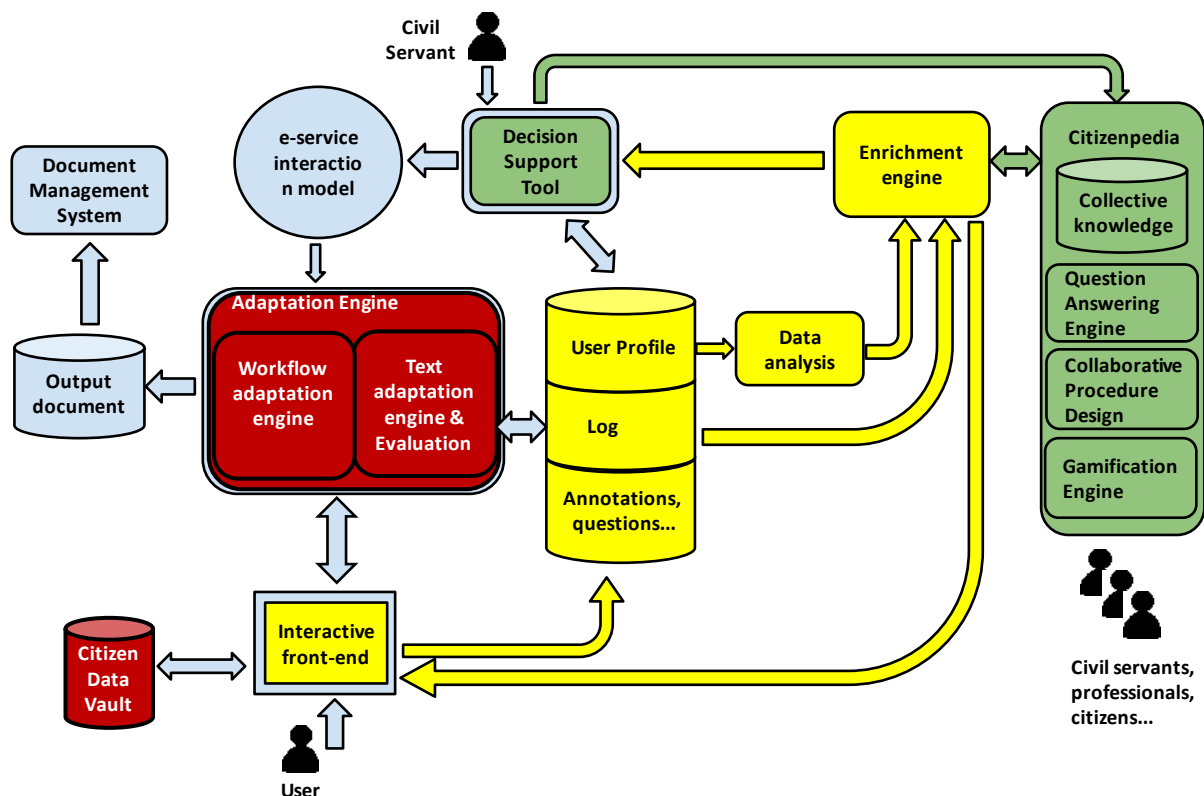 Civil
Servant
e-service
interactio
n model
Decision
Support
Tool
Enrichment
engine
Citizenpedia
Collective
knowledge
Question
Answering
Engine
Collaborative
Procedure
Design
Gamification
Engine
Document
Management
System
Output
document
Adaptation Engine
Workflow
adaptation
engine
Text
adaptation
engine &
Evaluation
User Profile
Log
Annotations,
questions...
Data
analysis
Citizen
Data
Vault
Interactive
front-end
User
Civil servants,
professionals,
citizens...